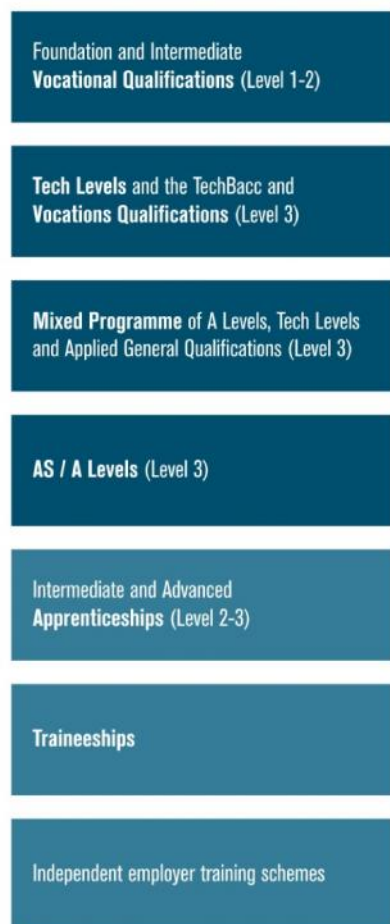 Foundation and Intermediate
Vocational Qualifications (Level 1-2)
Tech Levels and the TechBacc and
Vocations Qualifications (Level 3)
Mixed Programme of A Levels, Tech Levels
and Applied General Qualifications (Level 3)
AS / A Levels (Level 3)
Intermediate and Advanced
Apprenticeships (Level 2-3)
Traineeships
Independent employer training schemes